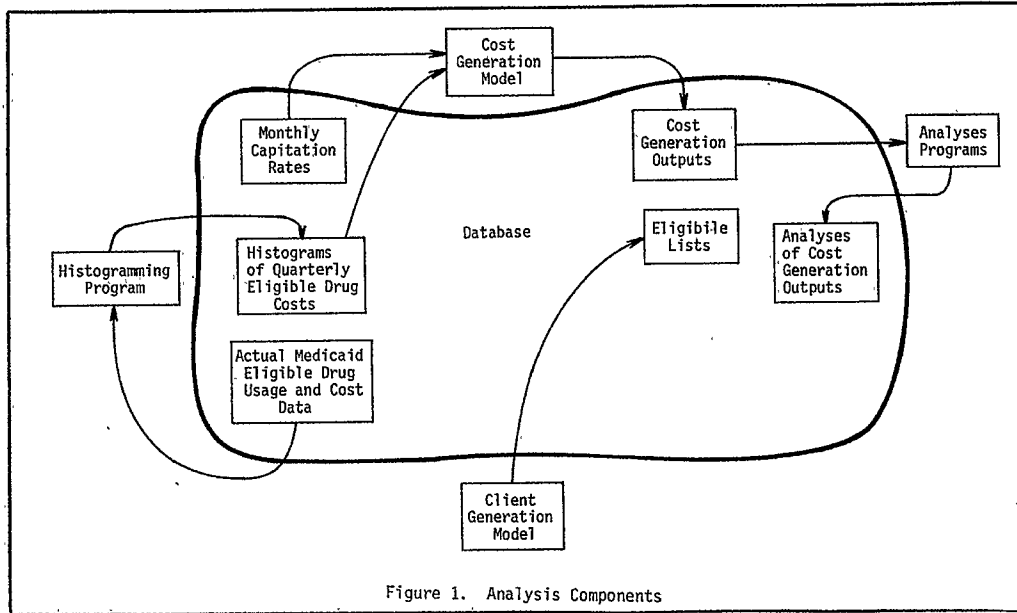 Cost
Generation
Model
Monthly
Capitation
Rates
Cost
Generation
Outputs
Analyses
Programs
Database
Eligibile
Lists
Histogramming
Program
Histograms
of Quarterly
Eligible Drug
Costs
Analyses
of Cost
Generation
Outputs
Actual Medicaid
Eligible Drug
Usage and Cost
Data
Client
Generation
Model
Figure 1. Analysis Components